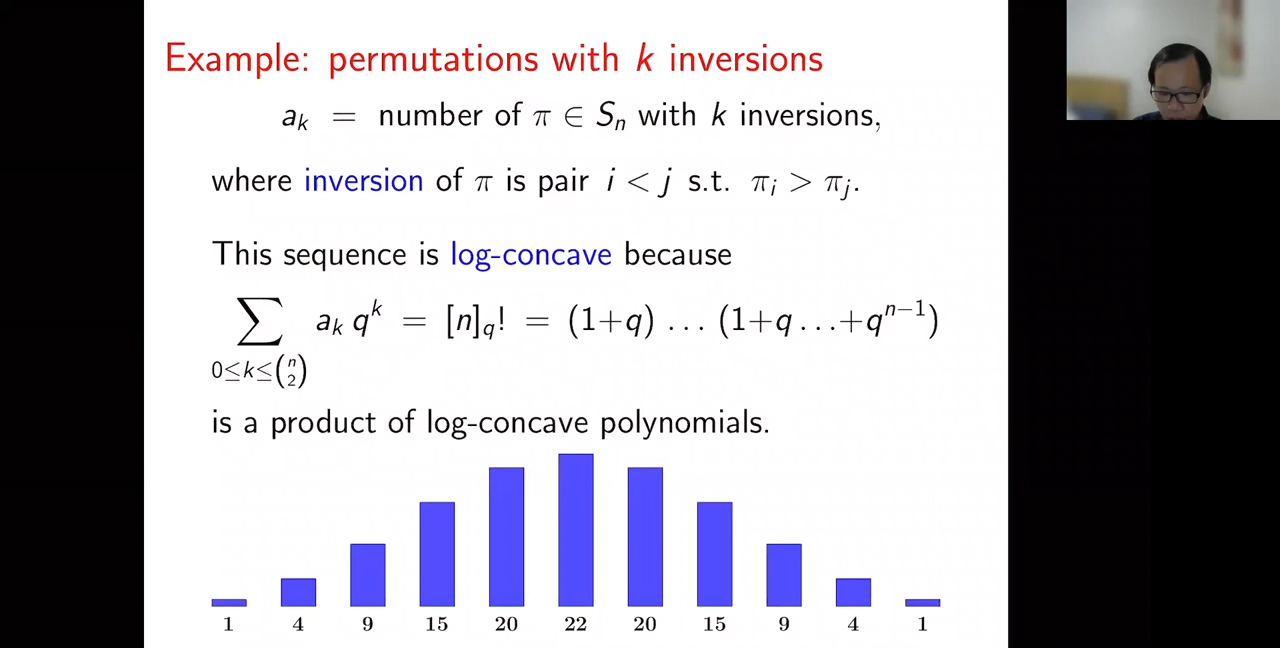 Example: permutations with k inversions
a_k = number of π ∈ S_n with k inversions,
where inversion of π is pair i < j s.t. π_i > π_j.
This sequence is log-concave because
∑_{0≤k≤\binom{n}{2}} a_k q^k = [n]_q! = (1+q) ... (1+q...+q^{n−1})
is a product of log-concave polynomials.
1 4 9 15 20 22 20 15 9 4 1